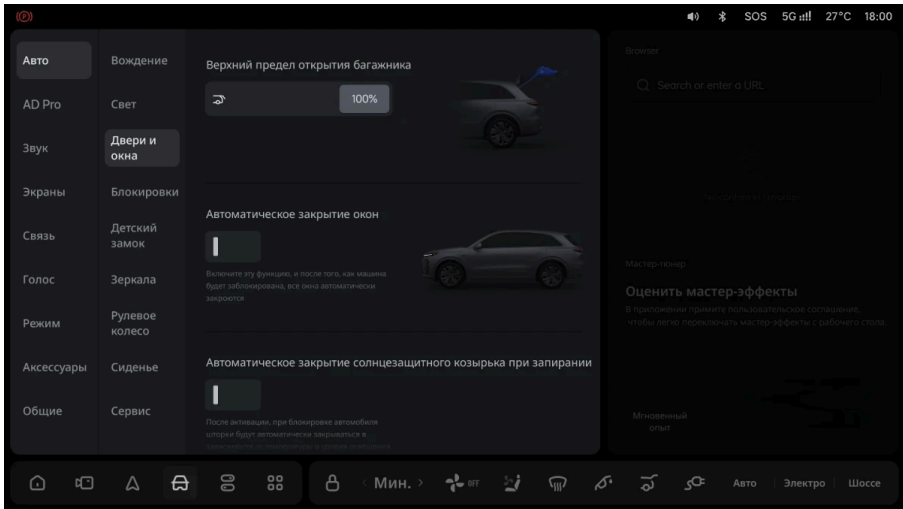 SOS
5G
27°C
18:00
Авто
AD Pro
Звук
Экраны
Связь
Голос
Режим
Аксессуары
Общие
Вождение
Свет
Двери и
окна
Блокировки
Детский
замок
Зеркала
Рулевое
колесо
Сиденье
Сервис
Верхний предел открытия багажника
100%
Автоматическое закрытие окон
Включите эту функцию, и после того, как машина
будет заблокирована, все окна автоматически
закроются
Автоматическое закрытие солнцезащитного козырька при запирании
После активации, при блокировке автомобиля
шторки будут автоматически закрываться в
Browser
Search or enter a URL
Мастер-тюнер
Оценить мастер-эффекты
В приложении примите пользовательское соглашение,
чтобы легко переключать мастер-эффекты с рабочего стола.
Мгновенный
опыт
Мин.
OFF
Авто
Электро
Шоссе